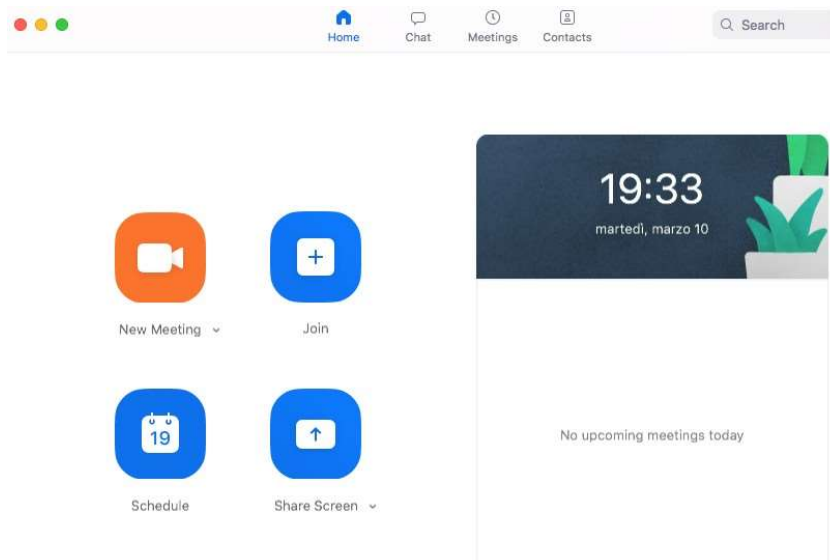 Home Chat Meetings Contacts
Search
19:33
martedì, marzo 10
New Meeting
Join
19
Schedule
Share Screen
No upcoming meetings today